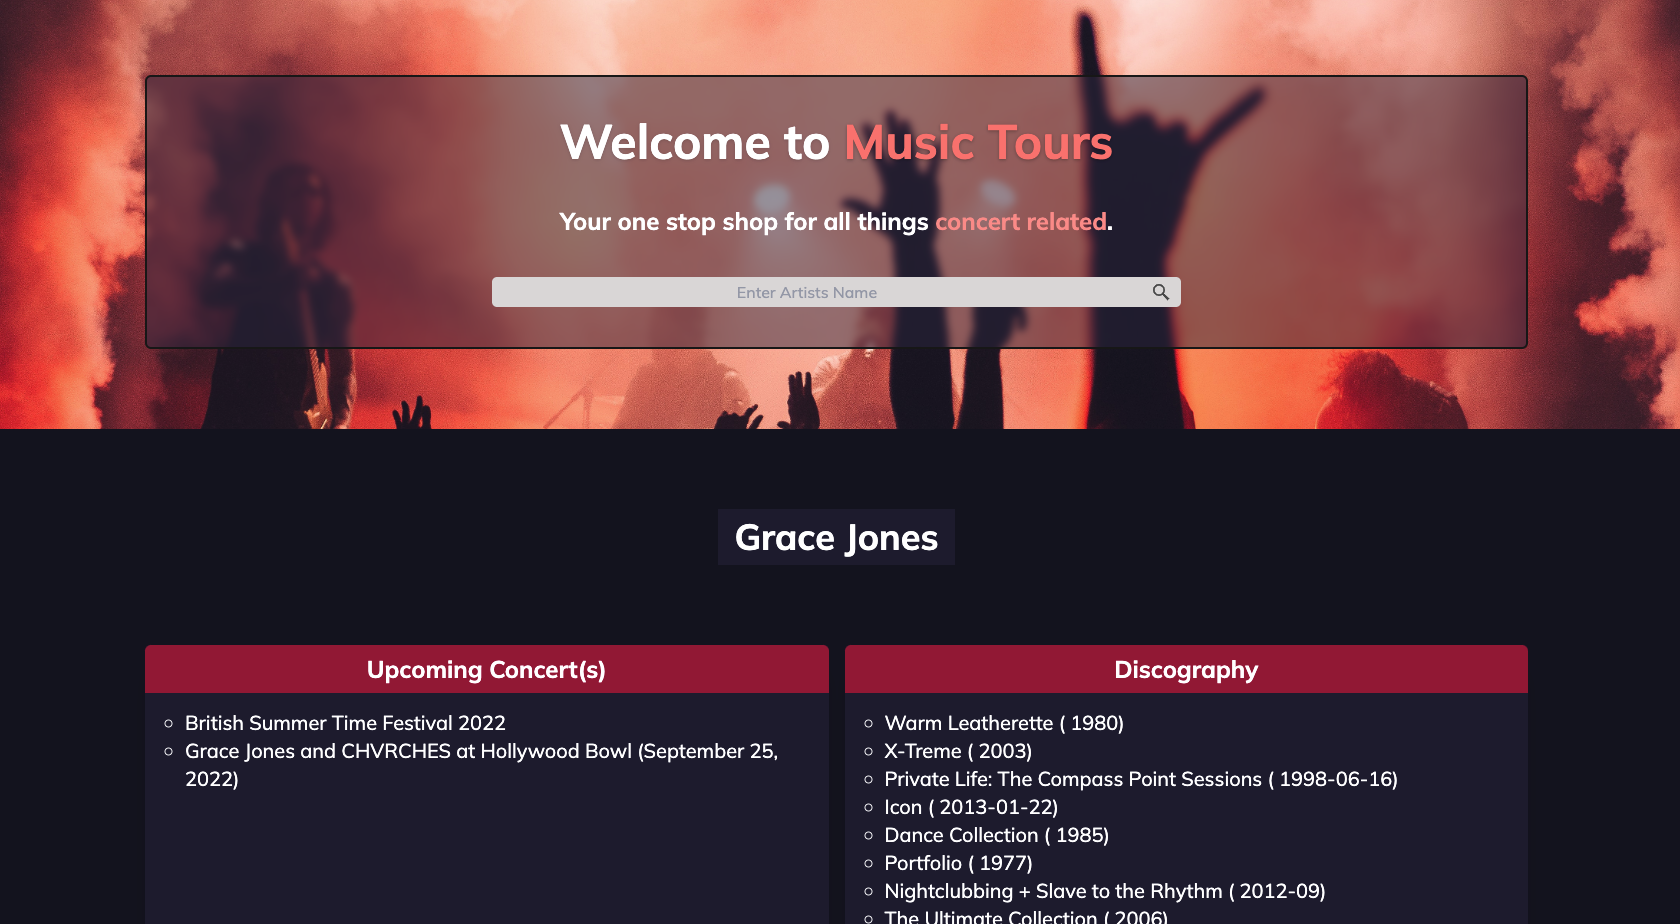 Welcome to Music Tours
Your one stop shop for all things concert related.
Enter Artists Name
Grace Jones
Upcoming Concert(s)
British Summer Time Festival 2022
Grace Jones and CHVRCHES at Hollywood Bowl (September 25,
2022)
Discography
Warm Leatherette ( 1980)
X-Treme ( 2003)
Private Life: The Compass Point Sessions ( 1998-06-16)
Icon ( 2013-01-22)
Dance Collection ( 1985)
Portfolio ( 1977)
Nightclubbing + Slave to the Rhythm ( 2012-09)
The Ultimate Collection ( 2006)